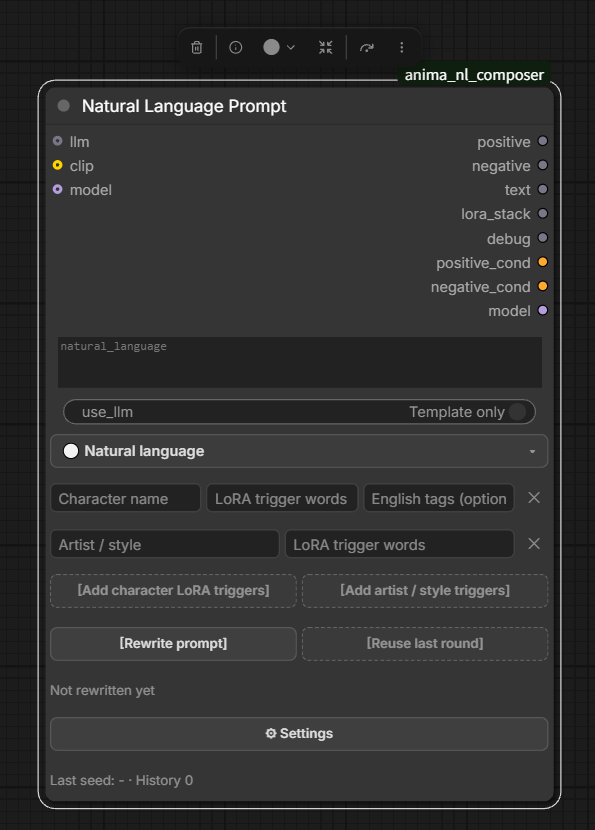 anima_nl_composer
Natural Language Prompt
llm
positive
clip
negative
model
text
lora_stack
debug
positive_cond
negative_cond
model
natural_language
use_llm Template only
Natural language
Character name LoRA trigger words English tags (option
Artist / style LoRA trigger words
[Add character LoRA triggers] [Add artist / style triggers]
[Rewrite prompt] [Reuse last round]
Not rewritten yet
⚙ Settings
Last seed: - · History 0